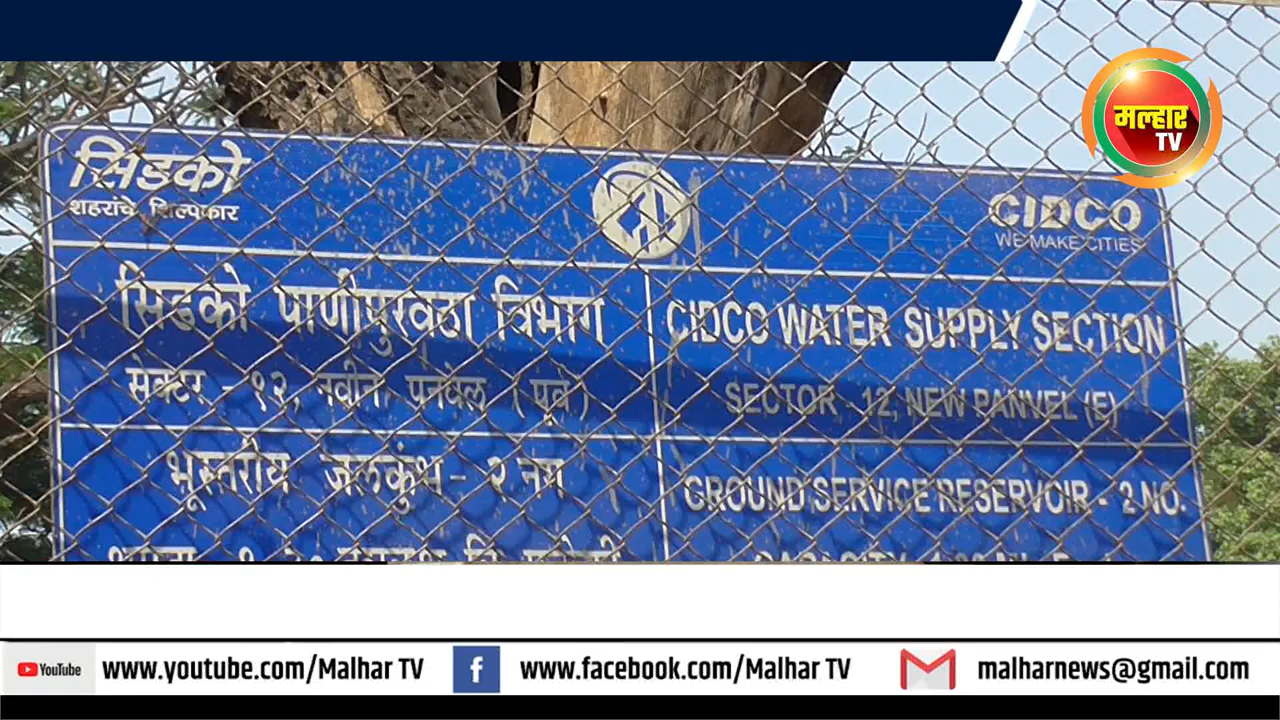 मल्हार
TV
सिडको
शहरांचे शिल्पकार
CIDCO
WE MAKE CITIES
सिडको पाणीपुरवठा विभाग
सेक्टर - १२, नवीन पनवेल (पूर्व)
CIDCO WATER SUPPLY SECTION
SECTOR - 12, NEW PANVEL (E)
भूस्तरीय जलकुंभ - २ नग
GROUND SERVICE RESERVOIR - 2 NO.
CAPACITY
YouTube
www.youtube.com/Malhar TV
f
www.facebook.com/Malhar TV
malharnews@gmail.com